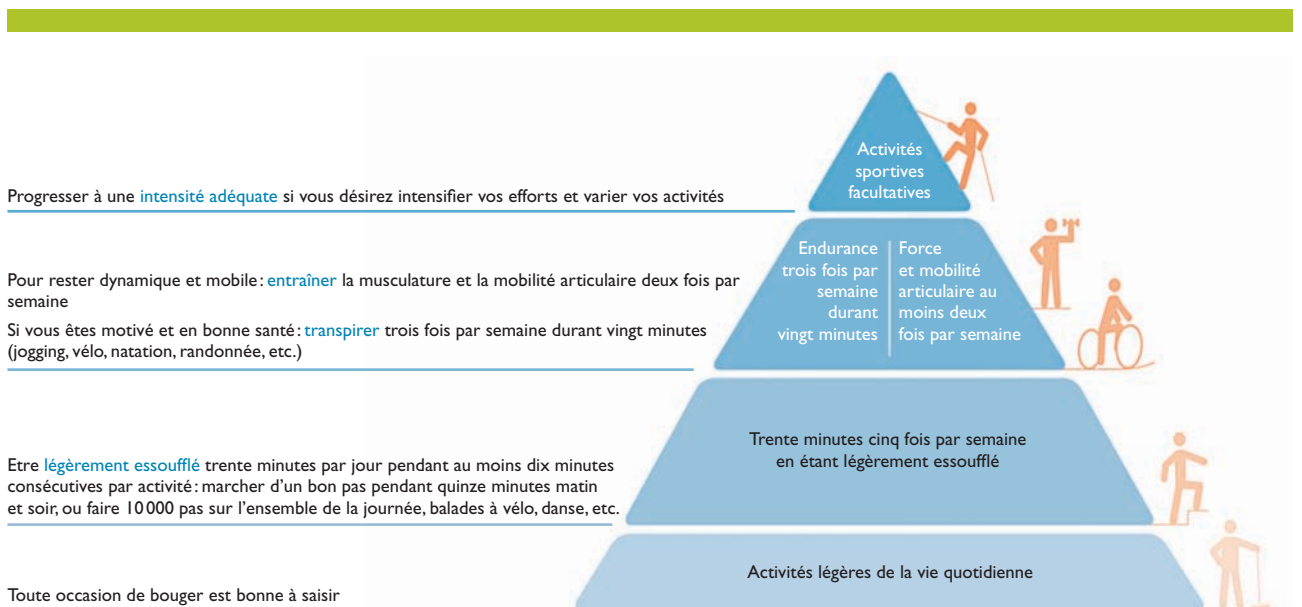 Activités
sportives
facultatives
Progresser à une intensité adéquate si vous désirez intensifier vos efforts et varier vos activités
Endurance
trois fois par
semaine
durant
vingt minutes
Force
et mobilité
articulaire au
moins deux
fois par semaine
Pour rester dynamique et mobile : entraîner la musculature et la mobilité articulaire deux fois par
semaine
Si vous êtes motivé et en bonne santé : transpirer trois fois par semaine durant vingt minutes
(jogging, vélo, natation, randonnée, etc.)
Trente minutes cinq fois par semaine
en étant légèrement essoufflé
Etre légèrement essoufflé trente minutes par jour pendant au moins dix minutes
consécutives par activité : marcher d'un bon pas pendant quinze minutes matin
et soir, ou faire 10 000 pas sur l'ensemble de la journée, balades à vélo, danse, etc.
Activités légères de la vie quotidienne
Toute occasion de bouger est bonne à saisir